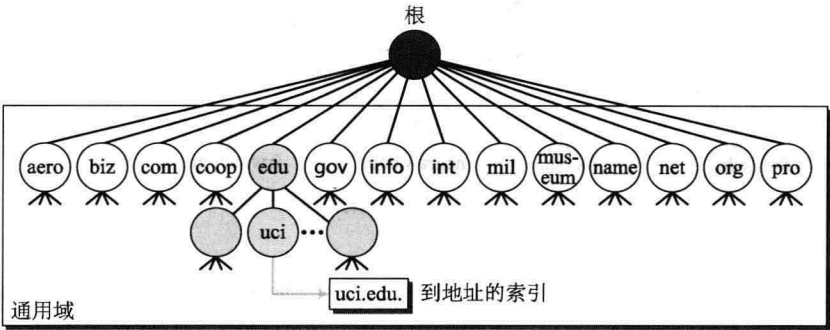 根
aero biz com coop edu gov info int mil mus-
eum name net org pro
uci ...
uci.edu. 到地址的索引
通用域